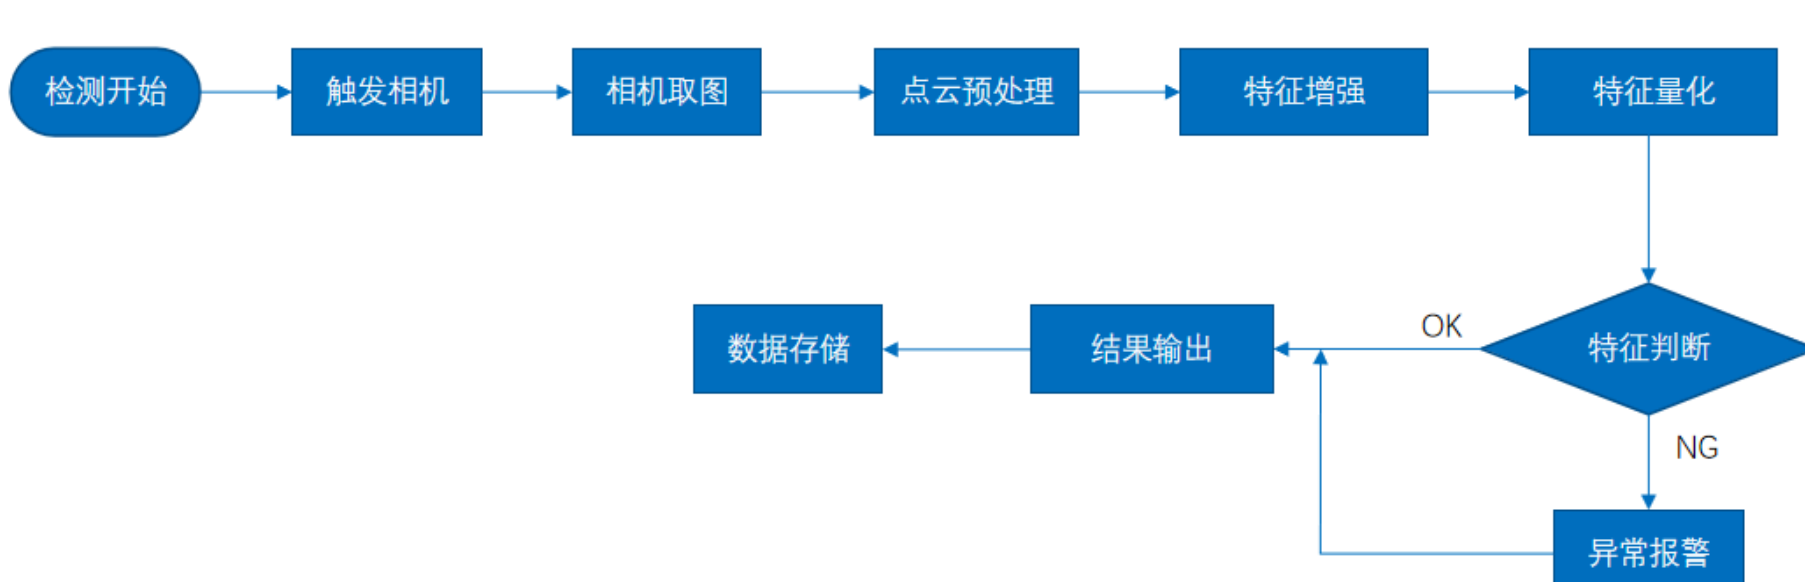 检测开始
触发相机
相机取图
点云预处理
特征增强
特征量化
数据存储
结果输出
OK
特征判断
NG
异常报警